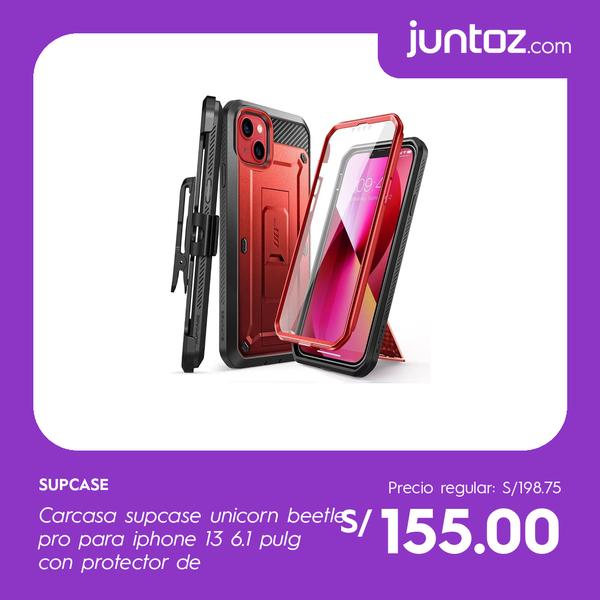 juntoz.com
SUPCASE
Carcasa supcase unicorn beetle
pro para iphone 13 6.1 pulg
con protector de
Precio regular: S/198.75
S/ 155.00